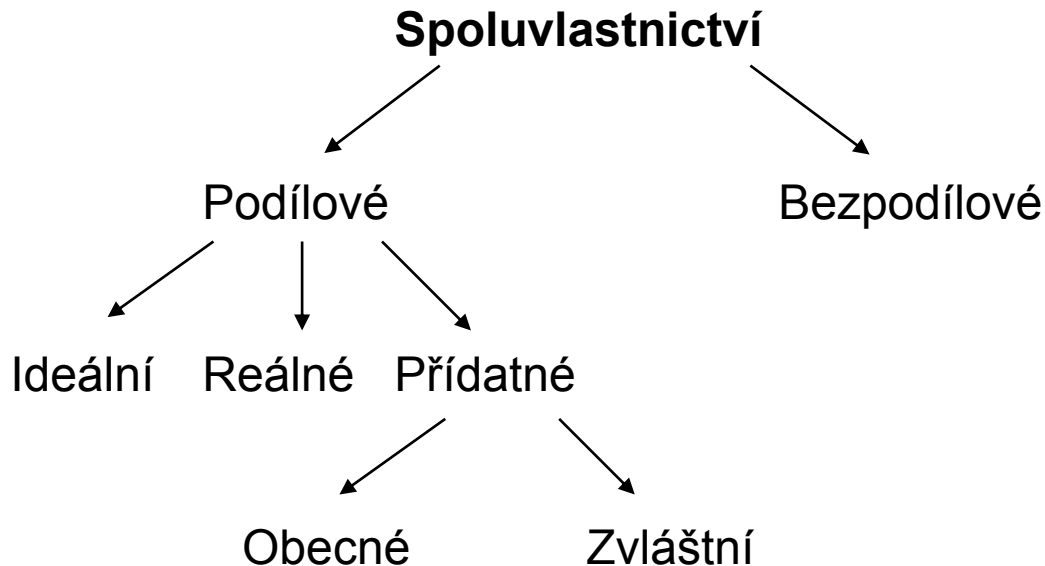 Spoluvlastnictví
Podílové Bezpodílové
Ideální Reálné Přídatné
Obecné Zvláštní